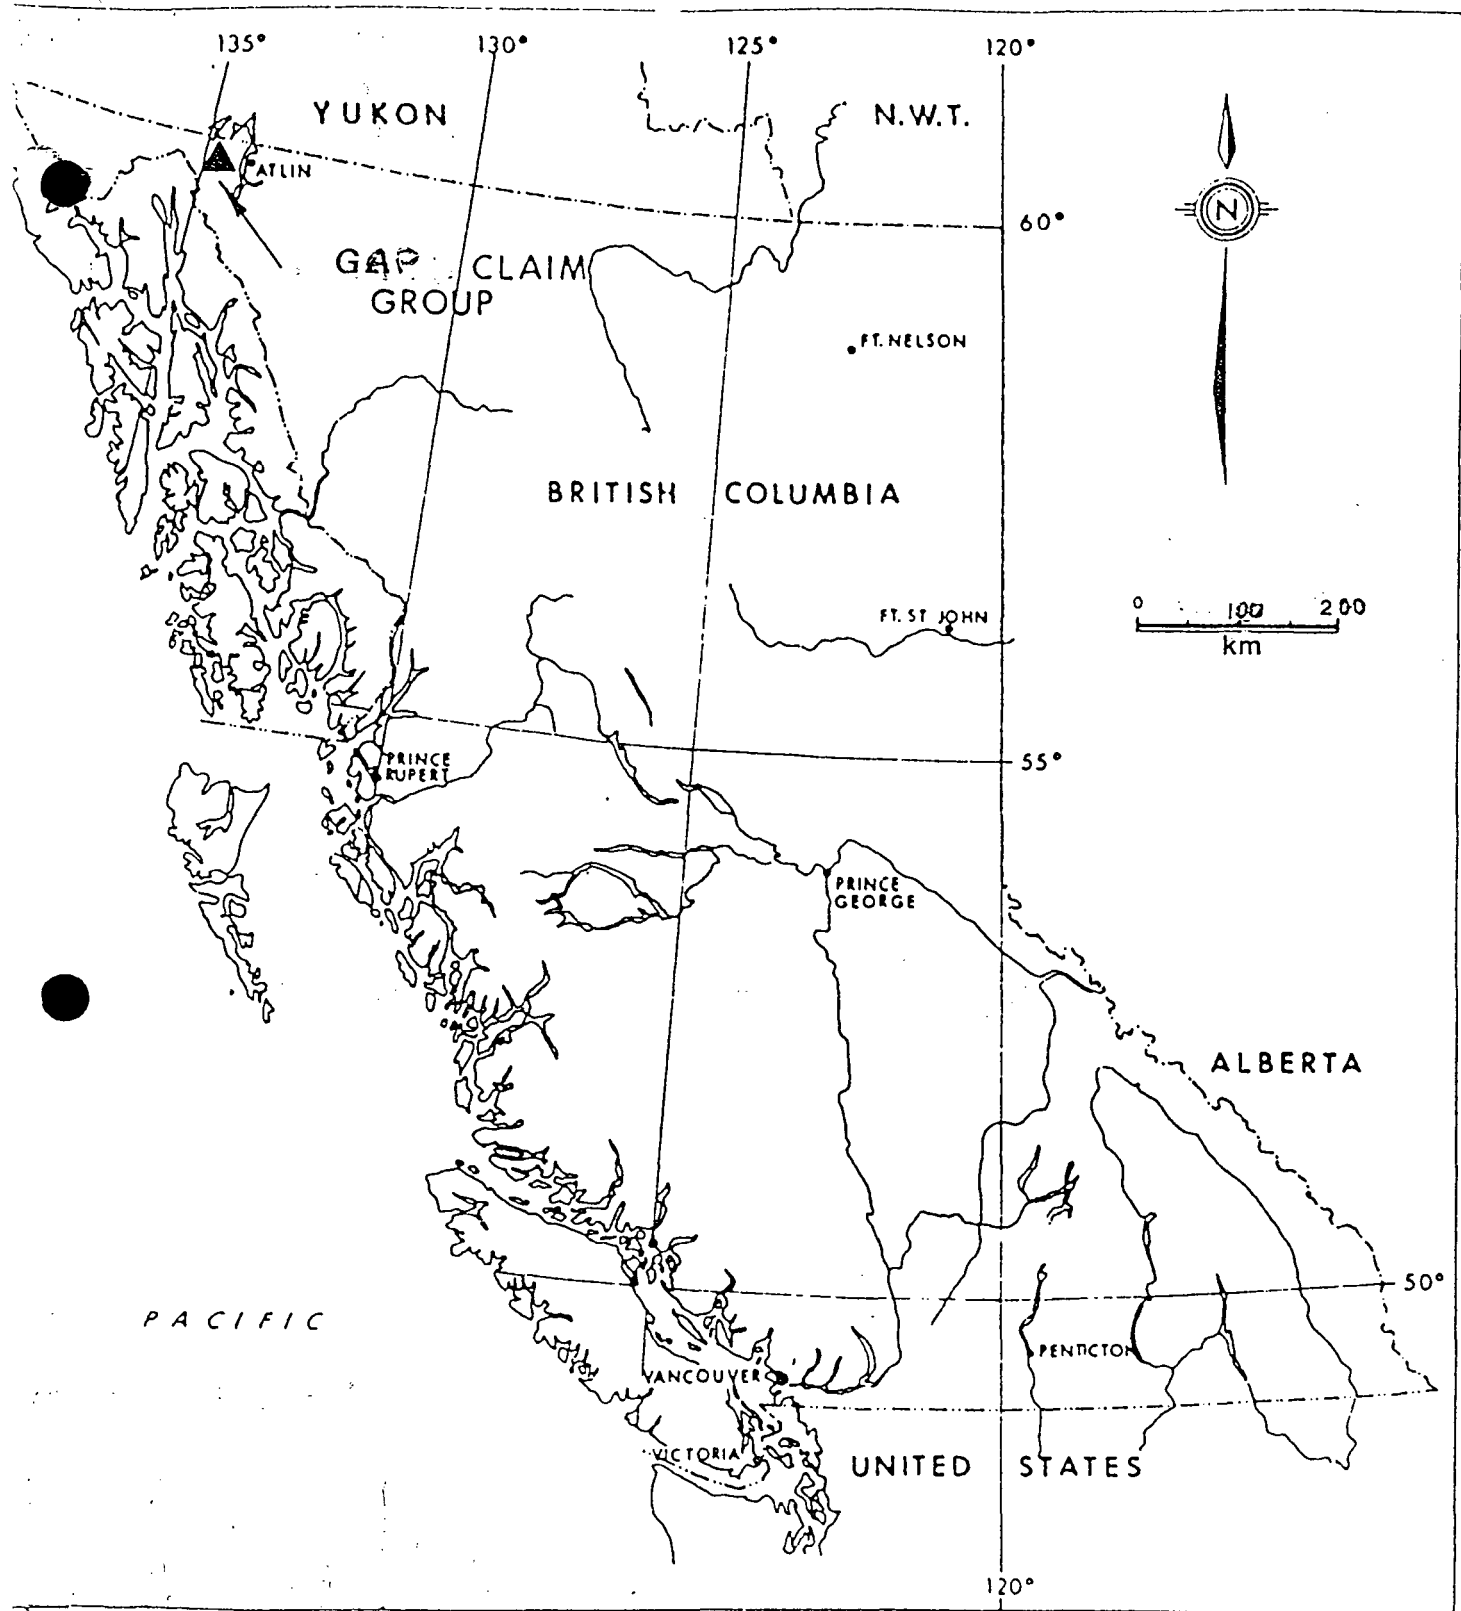 135° 130° 125° 120°
YUKON N.W.T.
ATLIN
60°
N
GAP CLAIM
GROUP
FT. NELSON
BRITISH COLUMBIA
0 100 200
km
FT. ST JOHN
55°
PRINCE
RUPERT
PRINCE
GEORGE
ALBERTA
50°
PACIFIC
PENTICTON
VANCOUVER
VICTORIA
UNITED STATES
120°